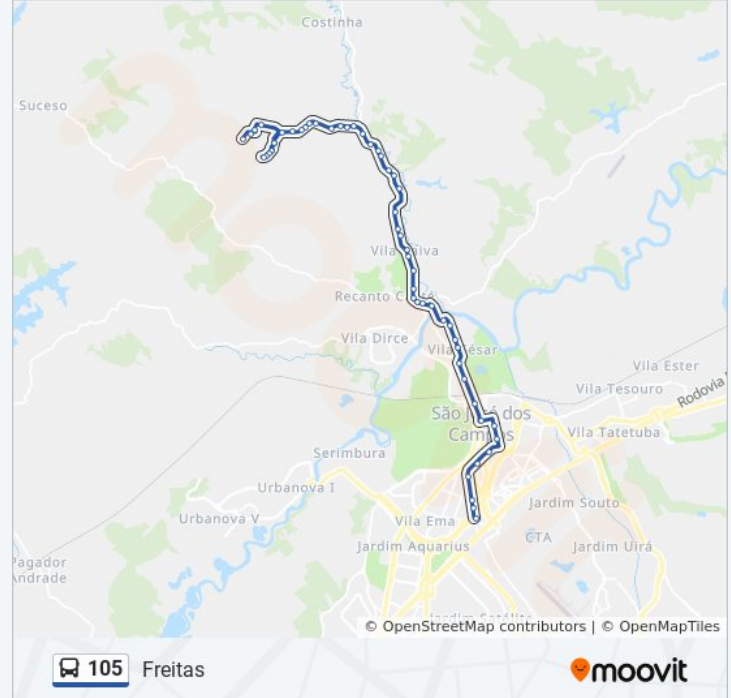 Costinha
Suceso
Vila Paiva
Recanto C
Vila Dirce
Vila César
Vila Ester
Vila Tesouro
Rodovia
São José dos
Campos
Vila Tatetuba
Serimbura
Urbanova I
Jardim Souto
Urbanova V
Vila Ema
CTA
Jardim Aquarius
Jardim Uirá
Pagador
Andrade
© OpenStreetMap contributors | © OpenMapTiles
105 Freitas
moovit